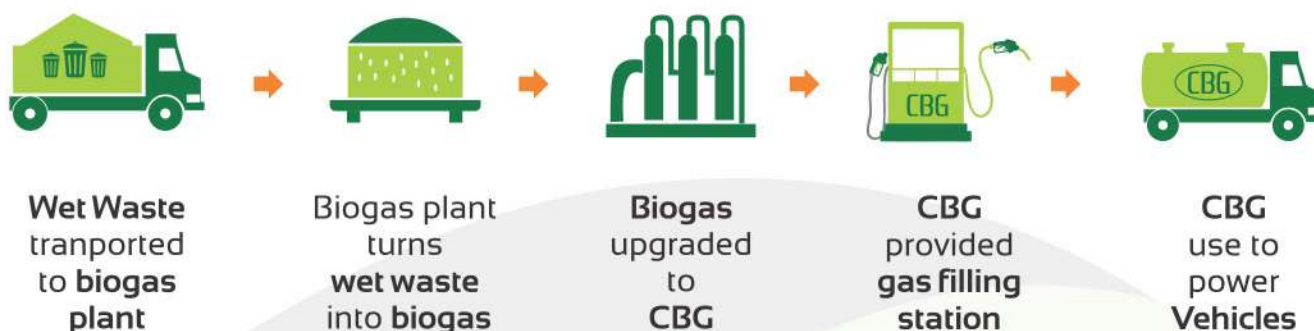 CBG
CBG
Wet Waste
tranported
to biogas
plant
Biogas plant
turns
wet waste
into biogas
Biogas
upgraded
to
CBG
CBG
provided
gas filling
station
CBG
use to
power
Vehicles